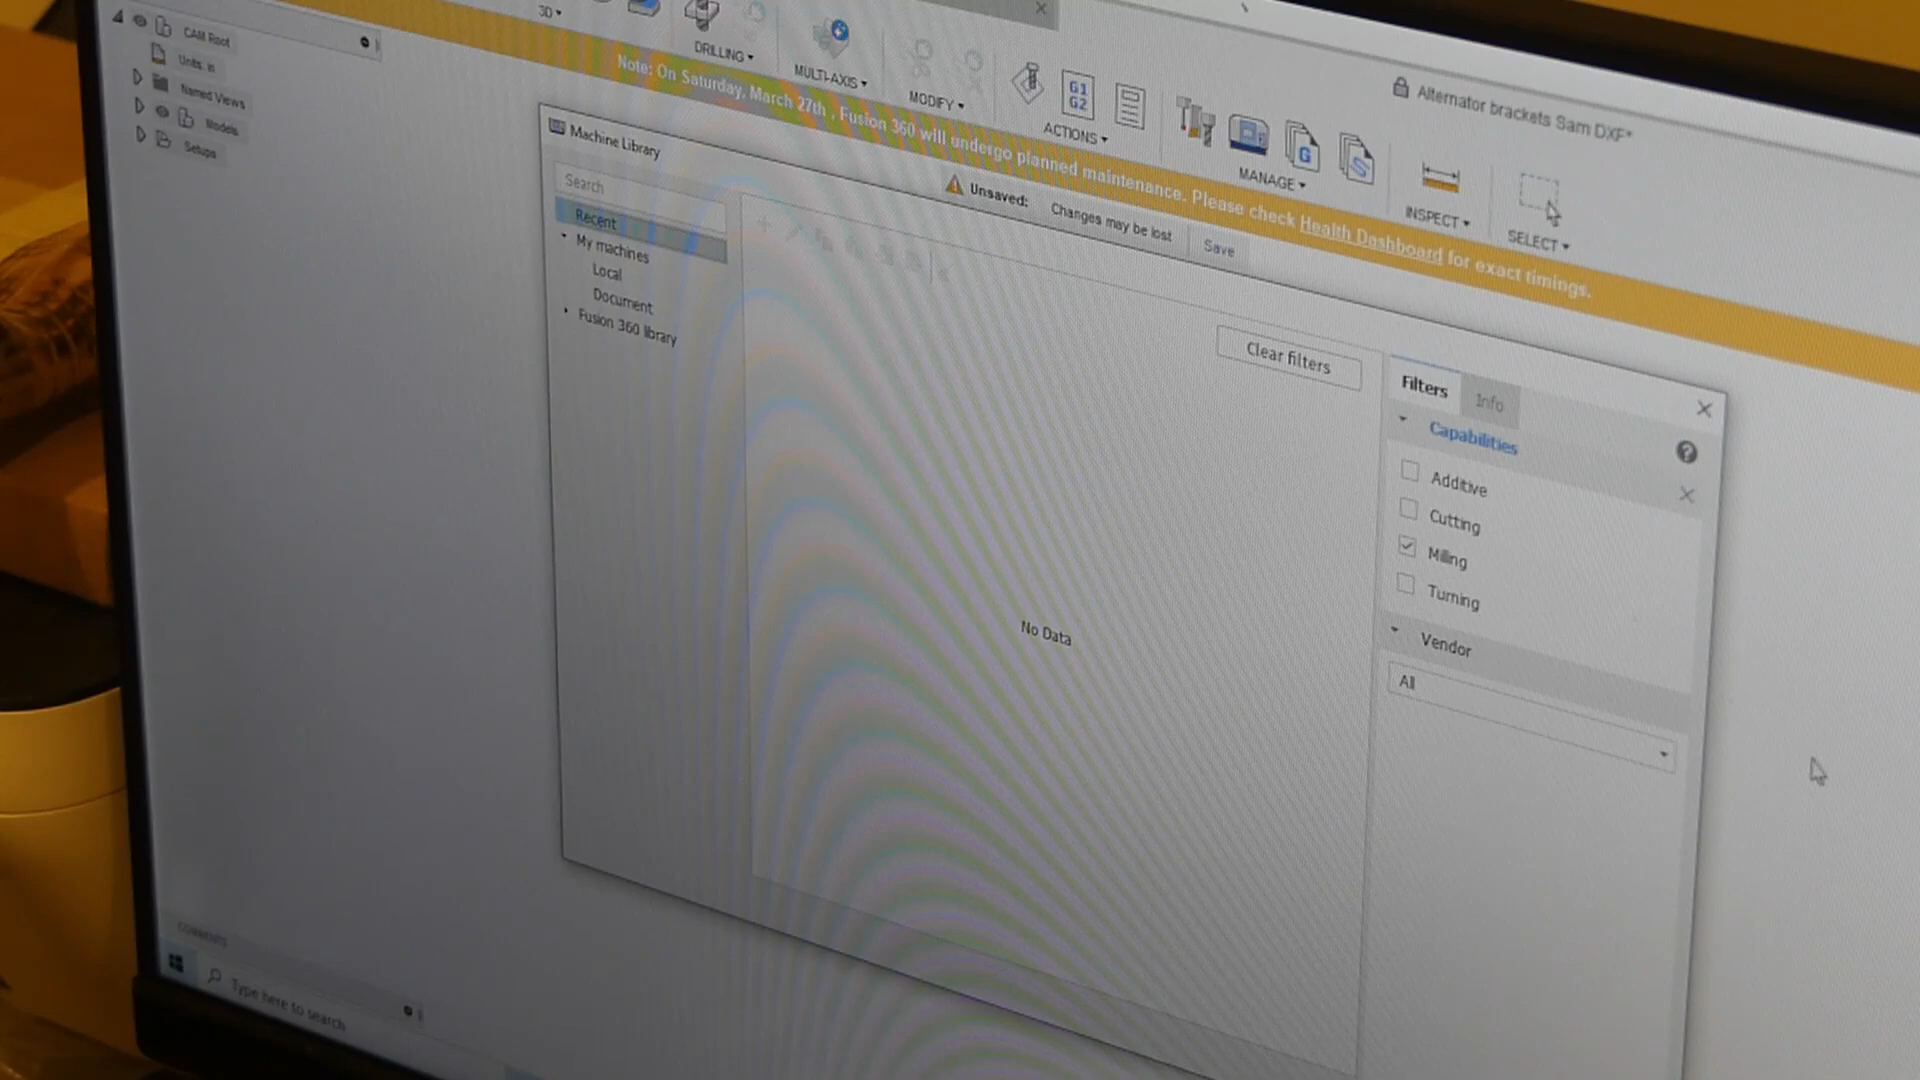 CAM Root
Units: in
Named Views
Models
Setups
3D
DRILLING
MULTI-AXIS
MODIFY
G1
G2
ACTIONS
G
MANAGE
INSPECT
SELECT
Alternator brackets Sam DXF*
Note: On Saturday, March 27th , Fusion 360 will undergo planned maintenance. Please check Health Dashboard for exact timings.
Unsaved: Changes may be lost Save
Machine Library
Search
Recent
My machines
Local
Document
Fusion 360 library
Clear filters
No Data
Filters Info
Capabilities
Additive
Cutting
Milling
Turning
Vendor
All
COMMENTS
Type here to search